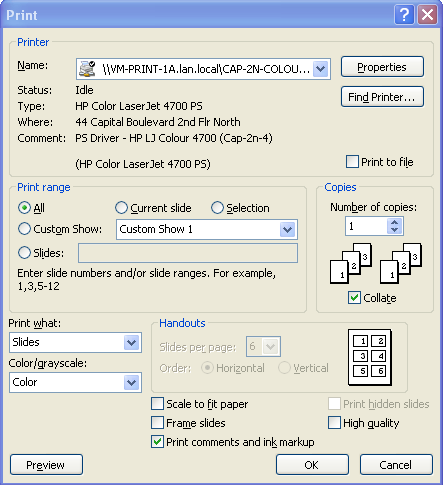 Print
Printer
Name: \\VM-PRINT-1A.lan.local\CAP-2N-COLOU... Properties
Status: Idle
Type: HP Color LaserJet 4700 PS Find Printer...
Where: 44 Capital Boulevard 2nd Flr North
Comment: PS Driver - HP LJ Colour 4700 (Cap-2n-4)
(HP Color LaserJet 4700 PS) Print to file
Print range
All Current slide Selection
Custom Show: Custom Show 1
Slides:
Enter slide numbers and/or slide ranges. For example,
1,3,5-12
Copies
Number of copies:
1
1 2 3 1 2 3
Collate
Print what:
Slides
Color/grayscale:
Color
Handouts
Slides per page: 6
Order: Horizontal Vertical
1 2
3 4
5 6
Scale to fit paper Print hidden slides
Frame slides High quality
Print comments and ink markup
Preview OK Cancel